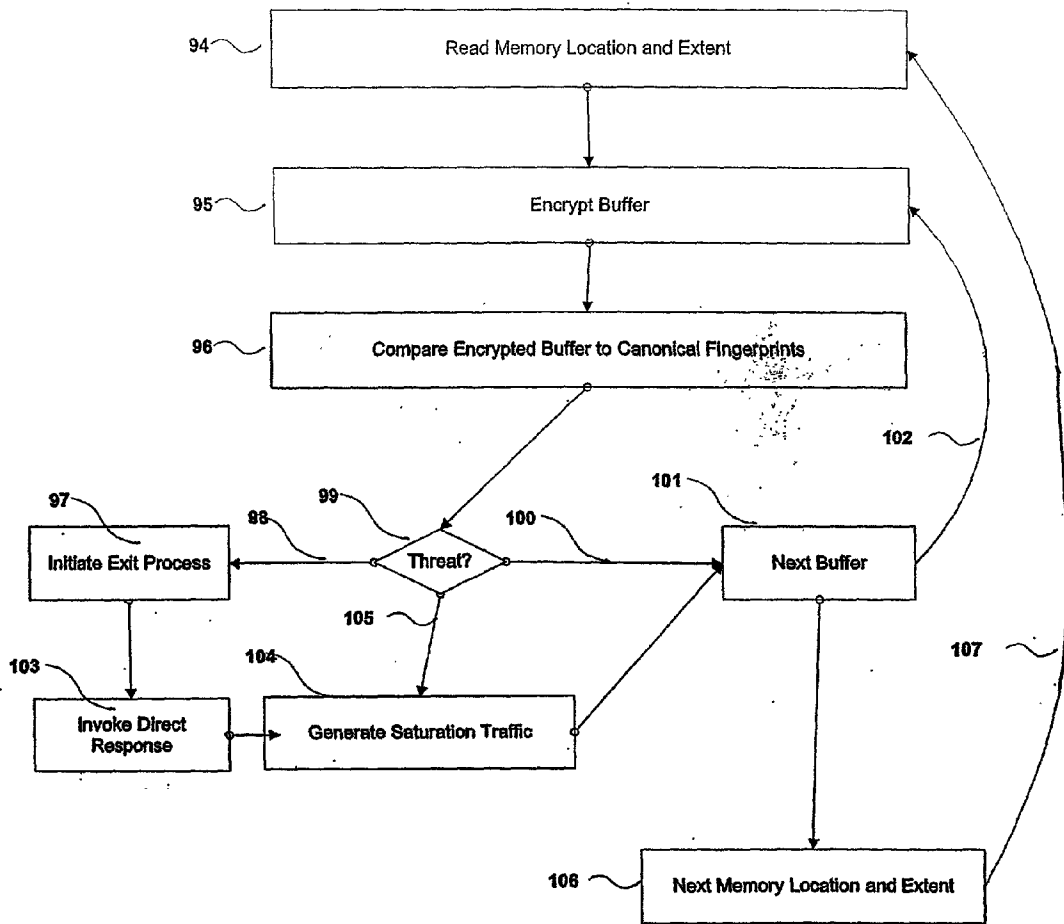 94
Read Memory Location and Extent
95
Encrypt Buffer
96
Compare Encrypted Buffer to Canonical Fingerprints
102
101
97
99
98
100
Initiate Exit Process
Threat?
Next Buffer
105
107
103
104
Invoke Direct
Response
Generate Saturation Traffic
106
Next Memory Location and Extent